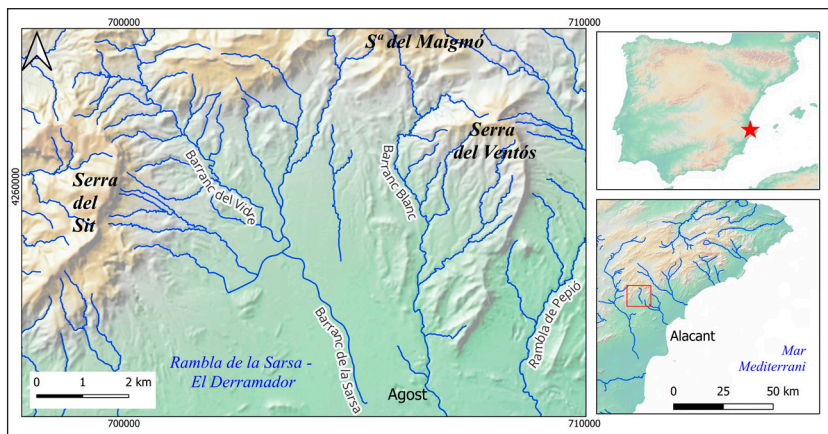 700000
710000
Sª del Maigmó
Serra
del Ventós
Barranc del Vidre
Barranc Blanc
4260000
4260000
Serra
del
Sit
Rambla de la Sarsa -
El Derramador
Barranc de la Sarsa
Rambla de Pepió
Agost
0 1 2 km
700000
710000
Alacant
Mar
Mediterrani
0 25 50 km